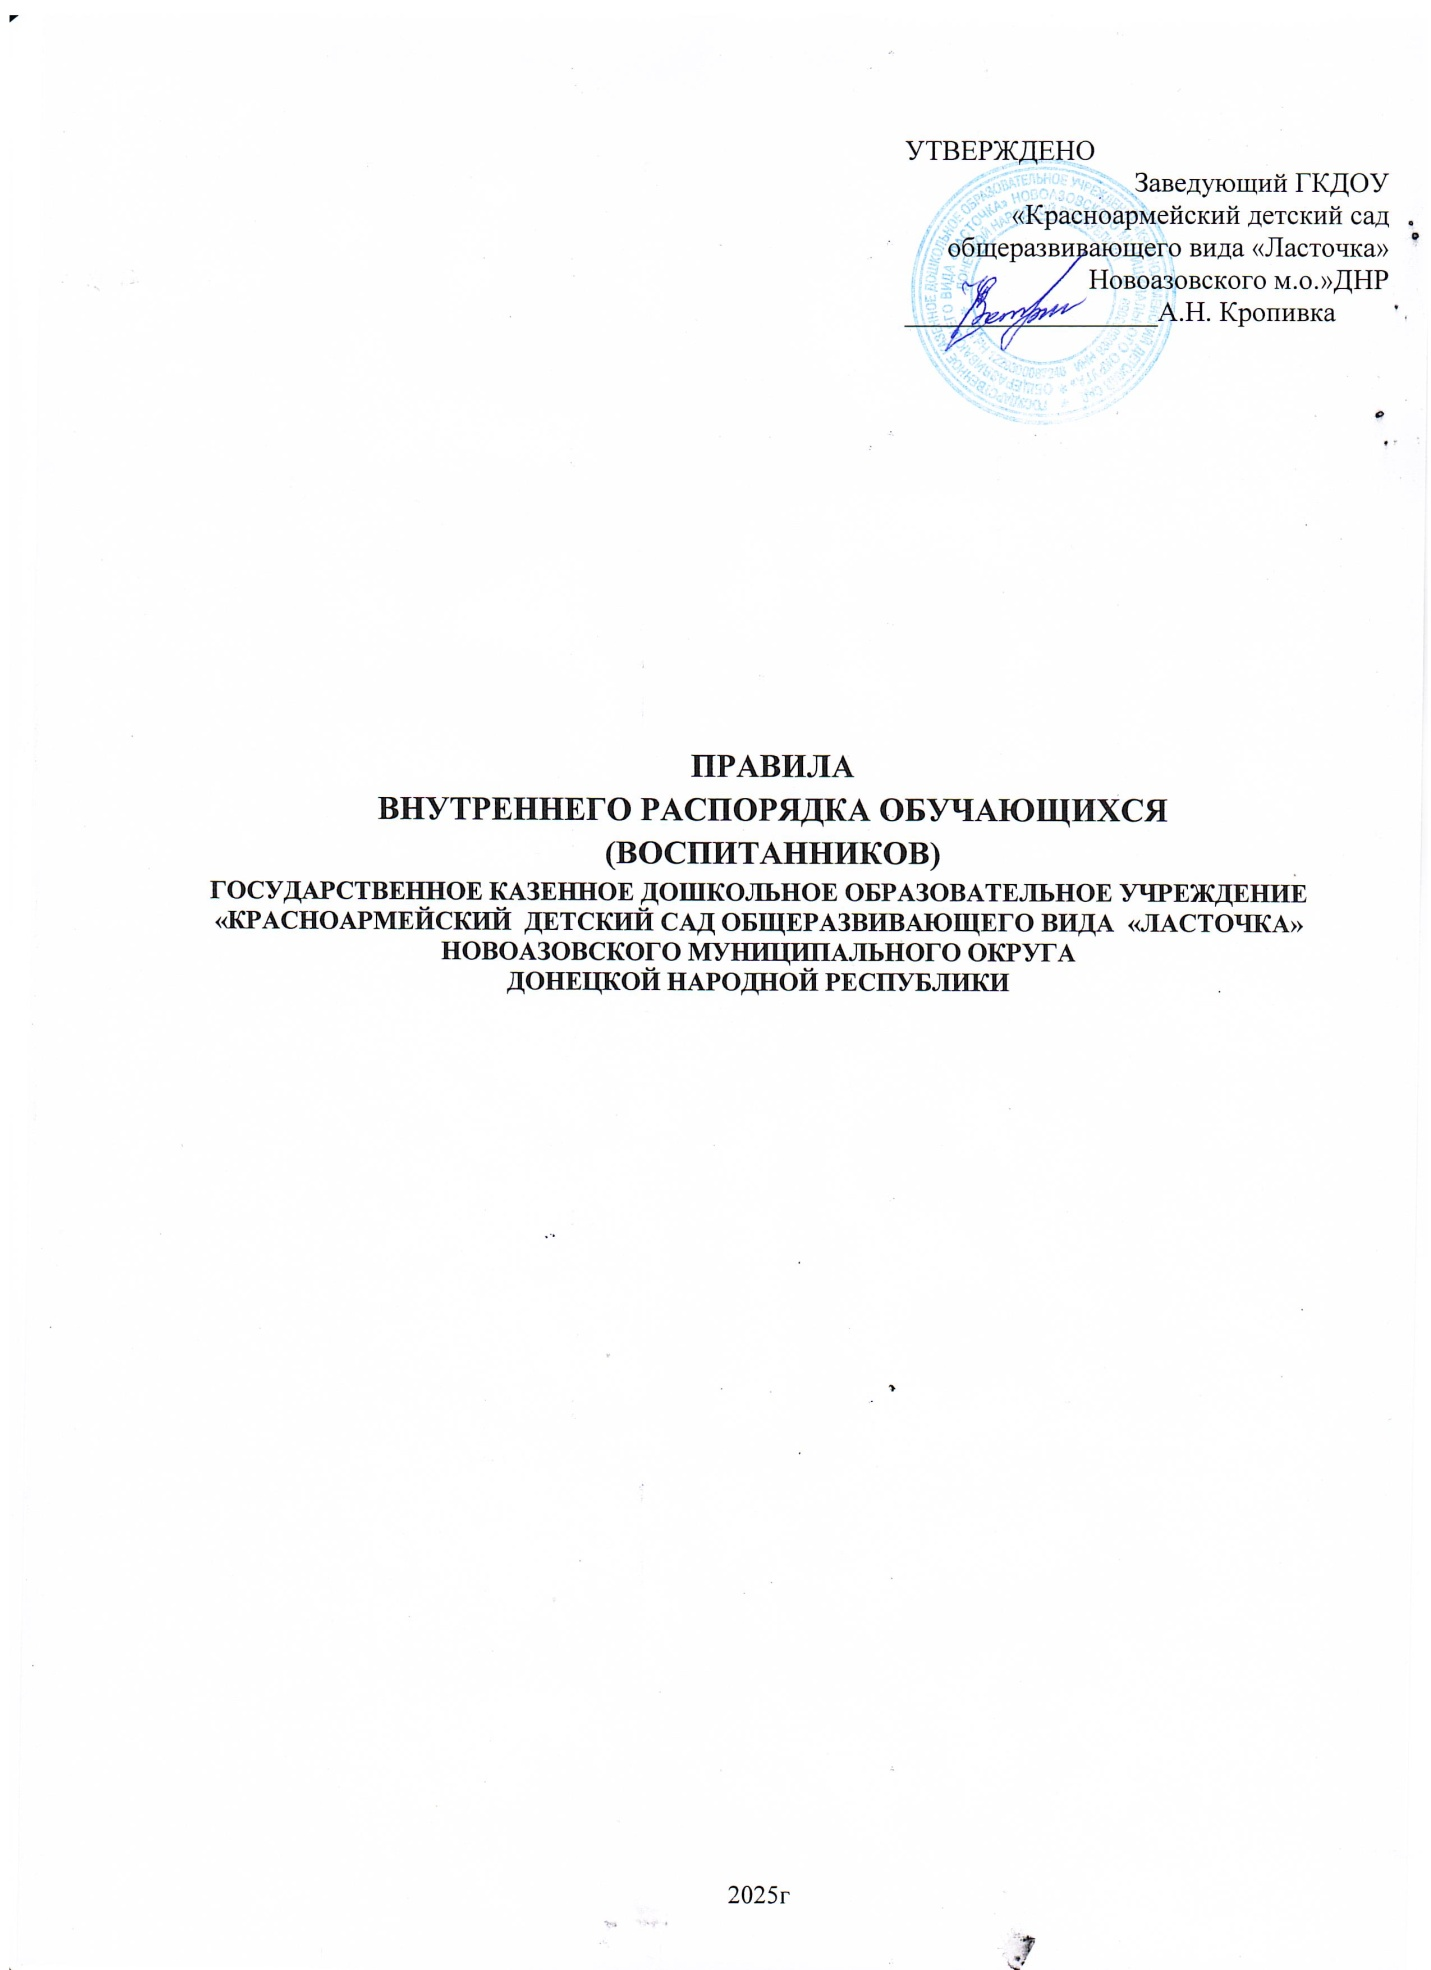 УТВЕРЖДЕНО
Заведующий ГКДОУ
«Красноармейский детский сад
общеразвивающего вида «Ласточка»
Новоазовского м.о.»ДНР
А.Н. Кропивка
ПРАВИЛА
ВНУТРЕННЕГО РАСПОРЯДКА ОБУЧАЮЩИХСЯ
(ВОСПИТАННИКОВ)
ГОСУДАРСТВЕННОЕ КАЗЕННОЕ ДОШКОЛЬНОЕ ОБРАЗОВАТЕЛЬНОЕ УЧРЕЖДЕНИЕ
«КРАСНОАРМЕЙСКИЙ ДЕТСКИЙ САД ОБЩЕРАЗВИВАЮЩЕГО ВИДА «ЛАСТОЧКА»
НОВОАЗОВСКОГО МУНИЦИПАЛЬНОГО ОКРУГА
ДОНЕЦКОЙ НАРОДНОЙ РЕСПУБЛИКИ
2025г